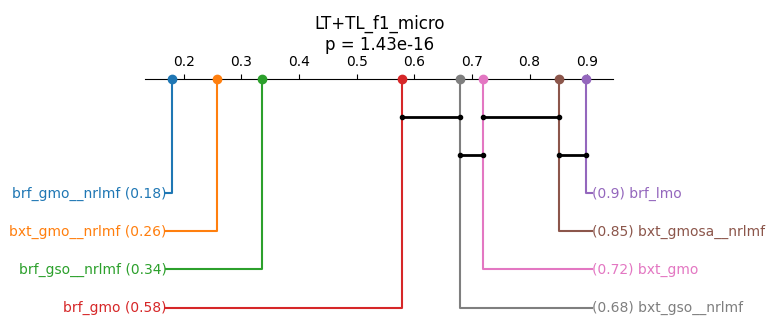 LT+TL_f1_micro
p = 1.43e-16
0.2 0.3 0.4 0.5 0.6 0.7 0.8 0.9
brf_gmo__nrlmf (0.18) (0.9) brf_lmo
bxt_gmo__nrlmf (0.26) (0.85) bxt_gmosa__nrlmf
brf_gso__nrlmf (0.34) (0.72) bxt_gmo
brf_gmo (0.58) (0.68) bxt_gso__nrlmf